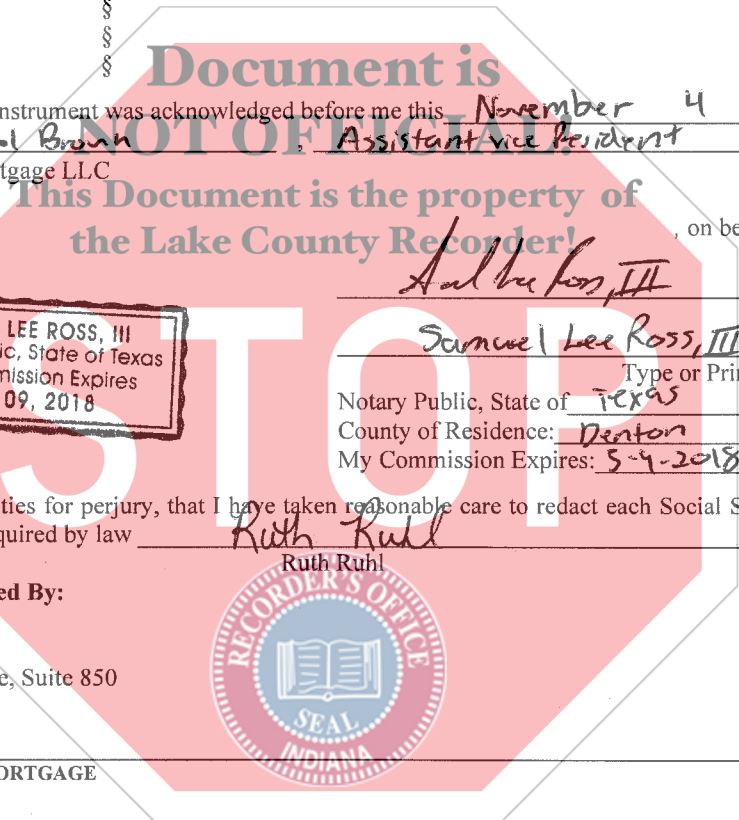 §
§
§
Document is
nstrument was acknowledged before me this November 4
NOT OFFICIAL!
ol Brown , Assistant vice President
tgage LLC
This Document is the property of
, on be
the Lake County Recorder!
LEE ROSS, III
ic, State of Texas
mission Expires
09, 2018
STOP
Samuel Lee Ross, III
Type or Prin
Notary Public, State of Texas
County of Residence: Denton
My Commission Expires: 5-9-2018
ties for perjury, that I have taken reasonable care to redact each Social S
quired by law Ruth Ruhl
Ruth Ruhl
ed By:
RECORDER'S OFFICE
e, Suite 850
SEAL
INDIANA
ORTGAGE